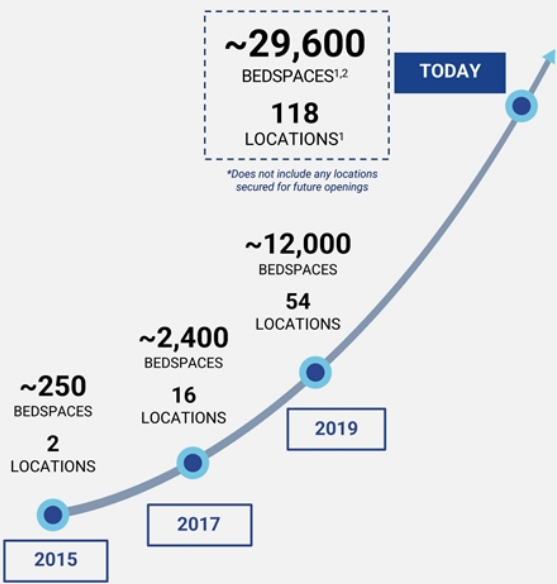 ~29,600
BEDSPACES¹,²
118
LOCATIONS¹
TODAY
*Does not include any locations
secured for future openings
~12,000
BEDSPACES
54
LOCATIONS
2019
~2,400
BEDSPACES
16
LOCATIONS
2017
~250
BEDSPACES
2
LOCATIONS
2015